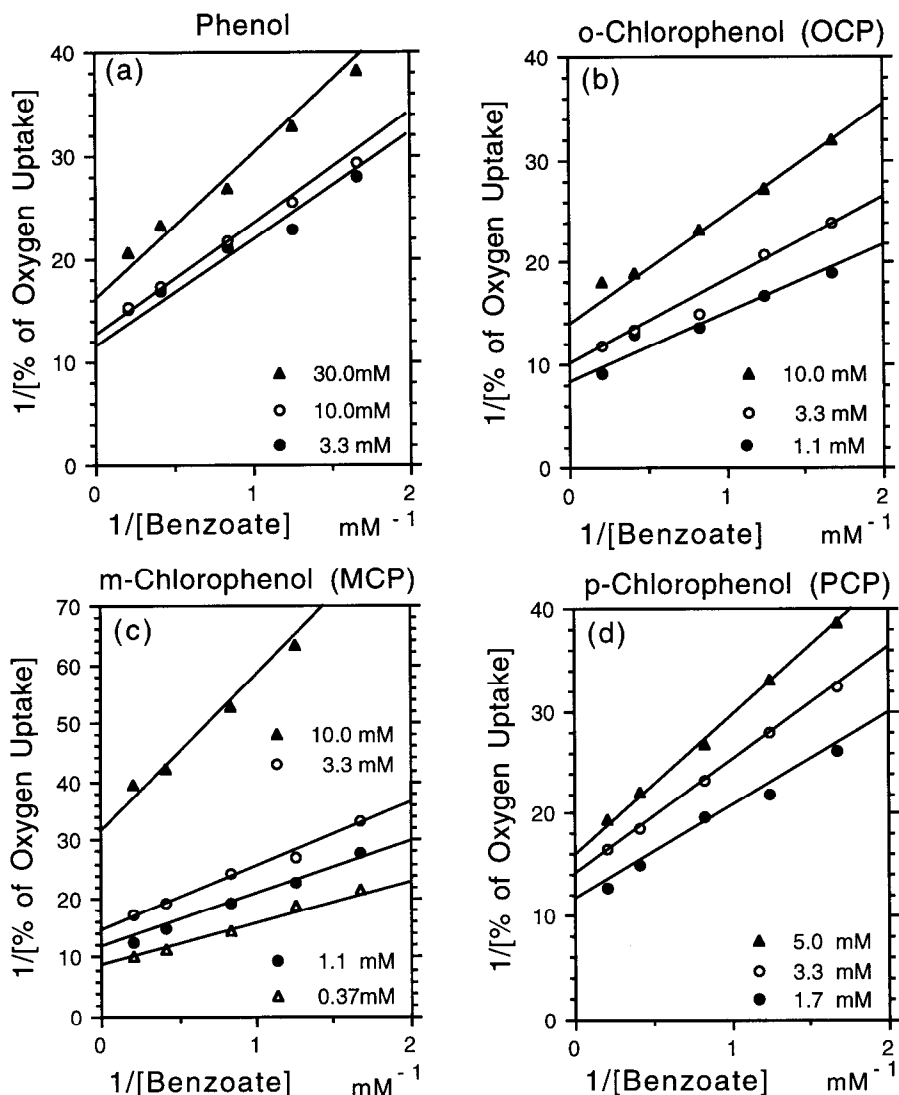 Phenol
(a)
1/[% of Oxygen Uptake]
40
30
20
10
0
30.0mM
10.0mM
3.3 mM
0 1 2
1/[Benzoate] mM -1
o-Chlorophenol (OCP)
(b)
1/[% of Oxygen Uptake]
40
30
20
10
0
10.0 mM
3.3 mM
1.1 mM
0 1 2
1/[Benzoate] mM -1
m-Chlorophenol (MCP)
(c)
1/[% of Oxygen Uptake]
70
60
50
40
30
20
10
0
10.0 mM
3.3 mM
1.1 mM
0.37mM
0 1 2
1/[Benzoate] mM -1
p-Chlorophenol (PCP)
(d)
1/[% of Oxygen Uptake]
40
30
20
10
0
5.0 mM
3.3 mM
1.7 mM
0 1 2
1/[Benzoate] mM -1